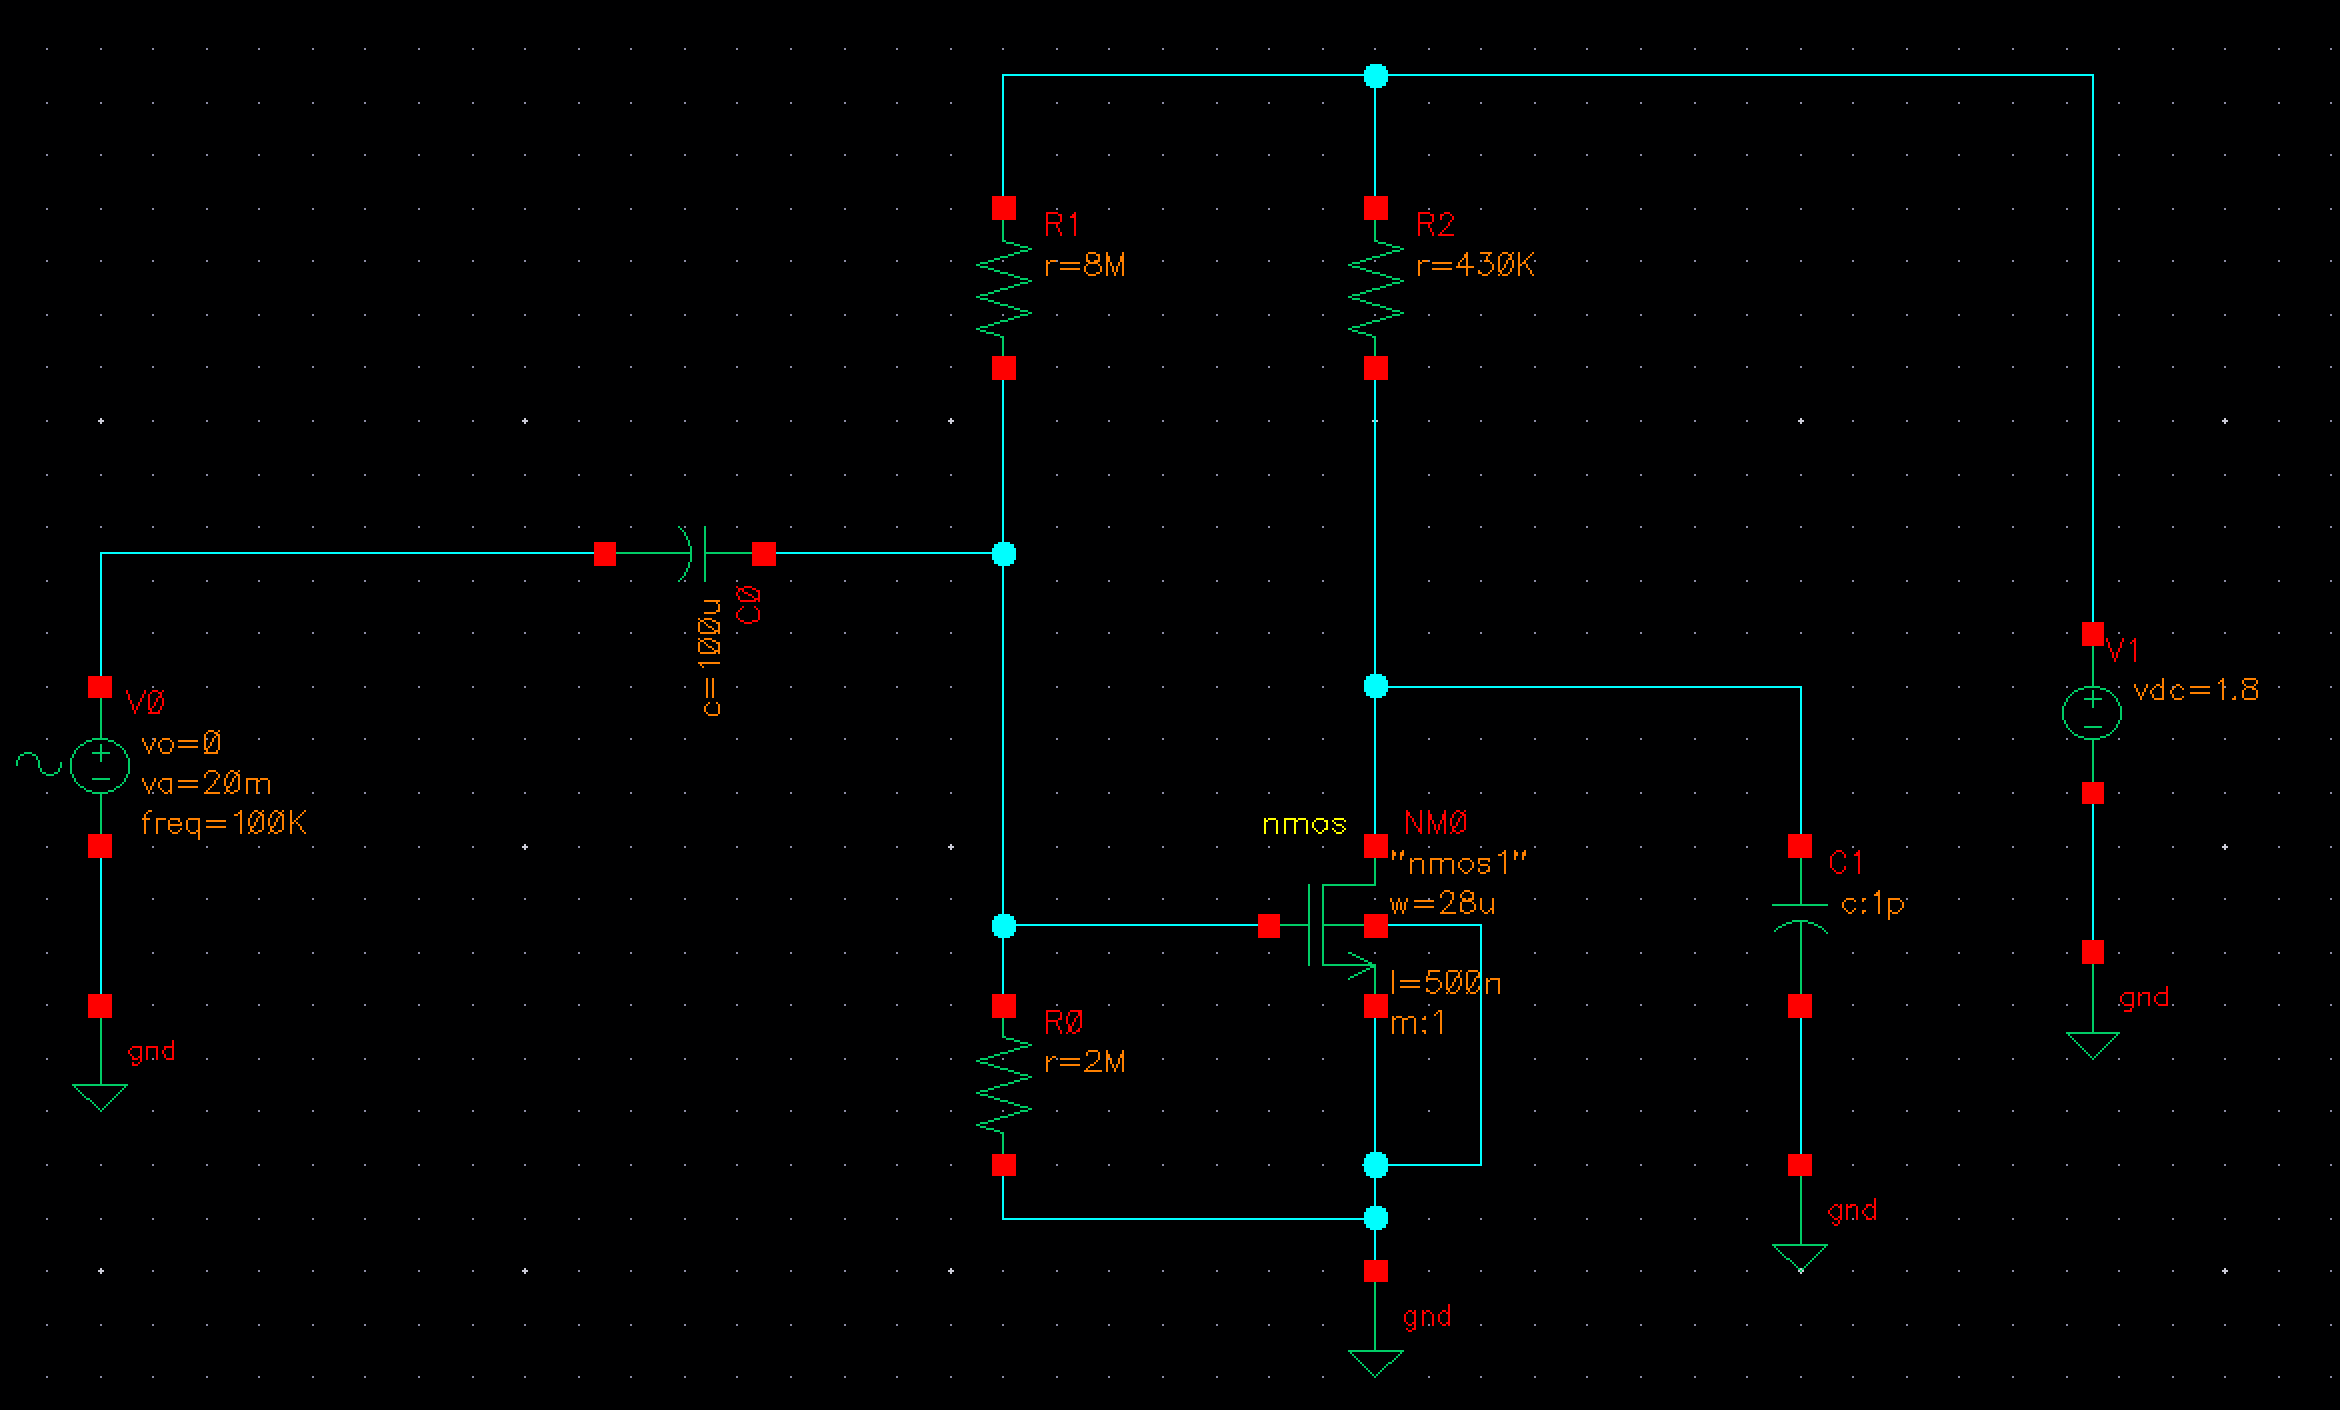 R1
r=8M
R2
r=430K
c=100u
C0
V0
vo=0
va=20m
freq=100K
gnd
V1
vdc=1.8
gnd
nmos
NM0
"nmos1"
w=28u
l=500n
m:1
C1
c:1p
gnd
R0
r=2M
gnd